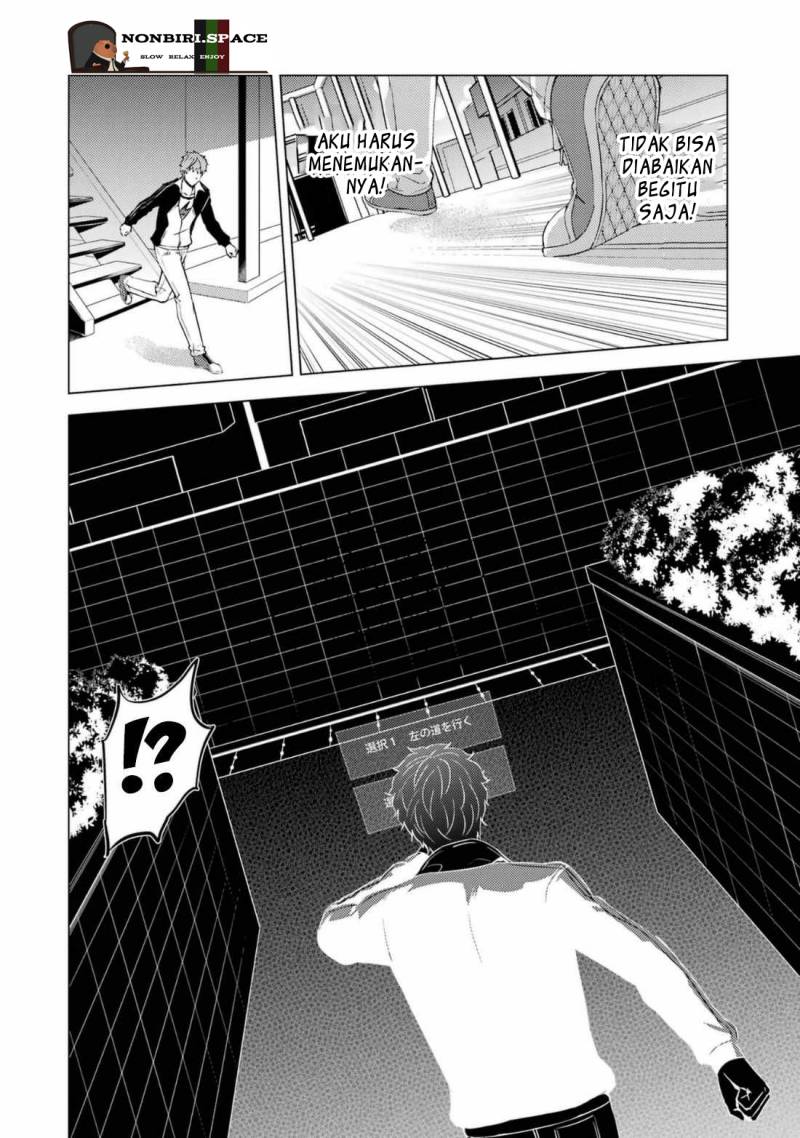 NONBIRI.SPACE
SLOW RELAX ENJOY
AKU HARUS
MENEMUKAN-
NYA!
TIDAK BISA
DIABAIKAN
BEGITU
SAJA!
!?
選択1 左の道を行く